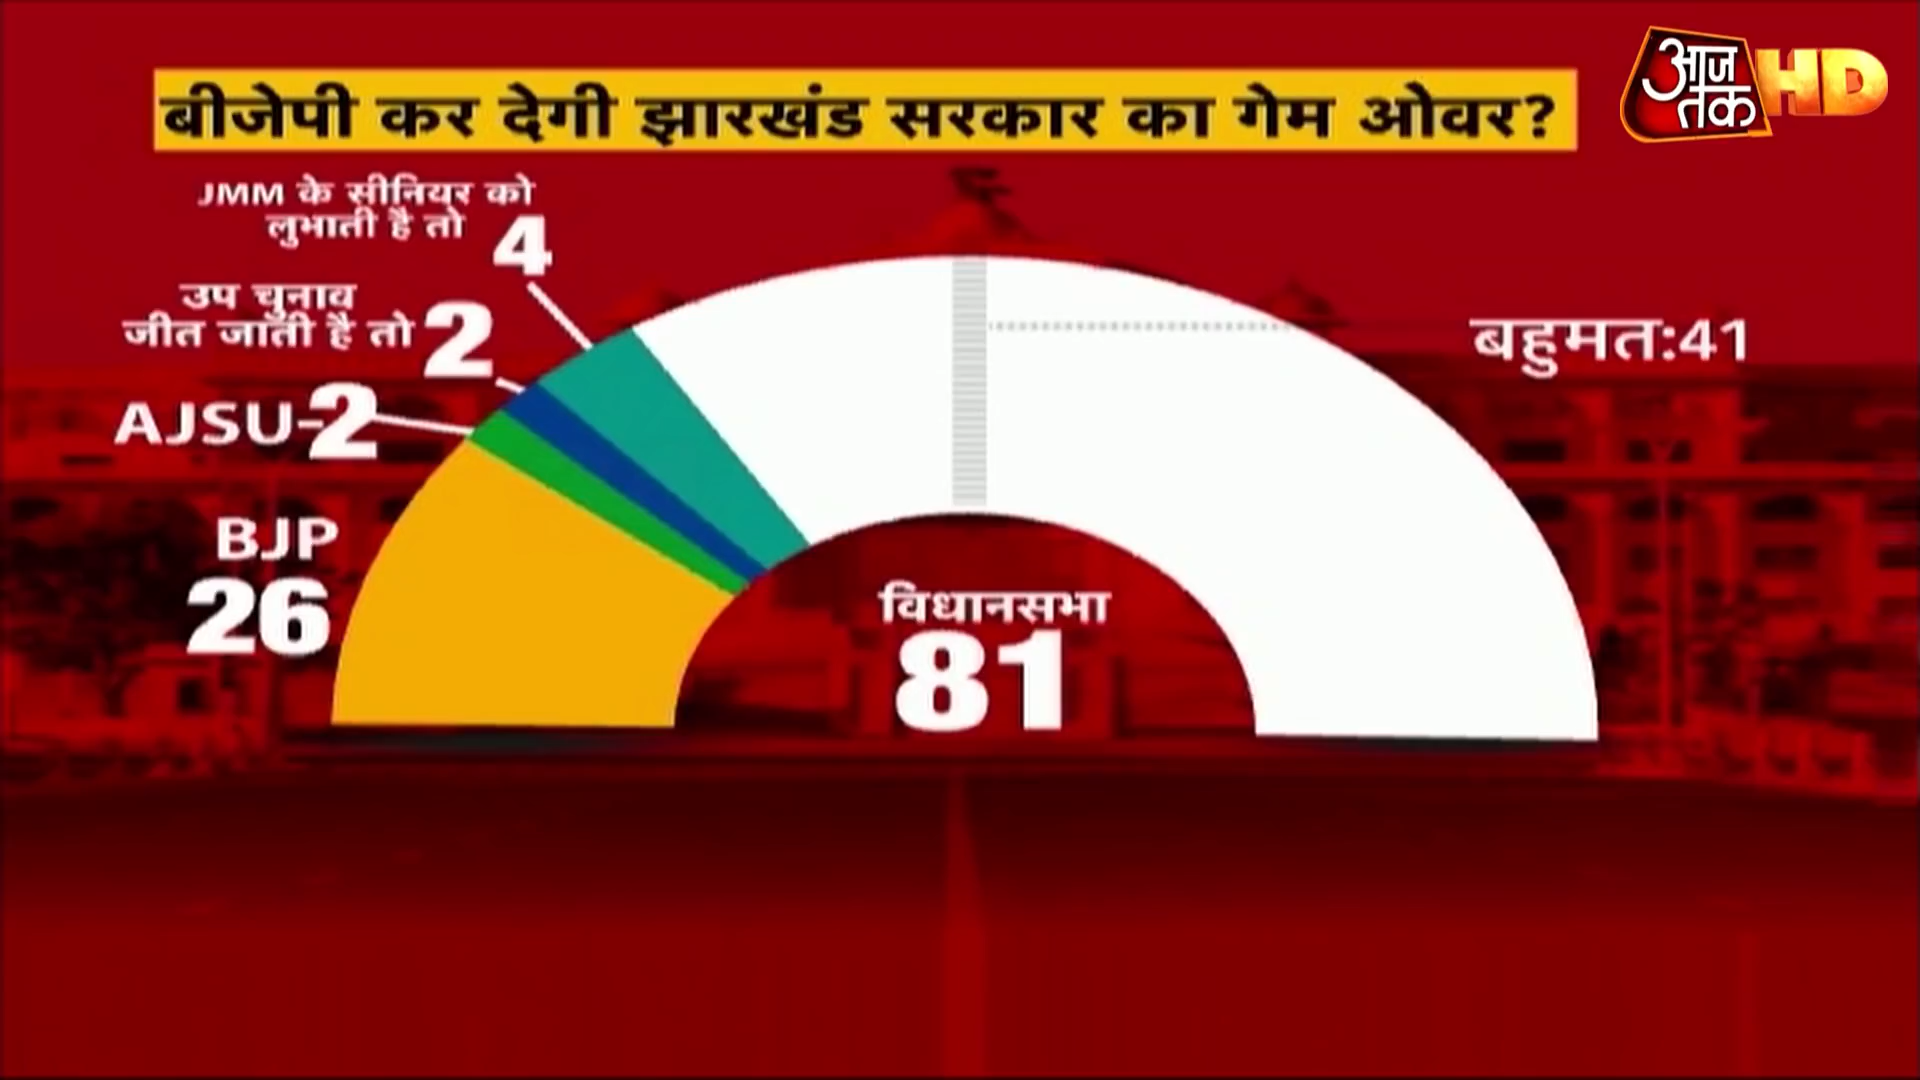 आज तक HD
बीजेपी कर देगी झारखंड सरकार का गेम ओवर?
JMM के सीनियर को
लुभाती है तो
4
उप चुनाव
जीत जाती है तो 2
AJSU-2
BJP
26
बहुमत:41
विधानसभा
81